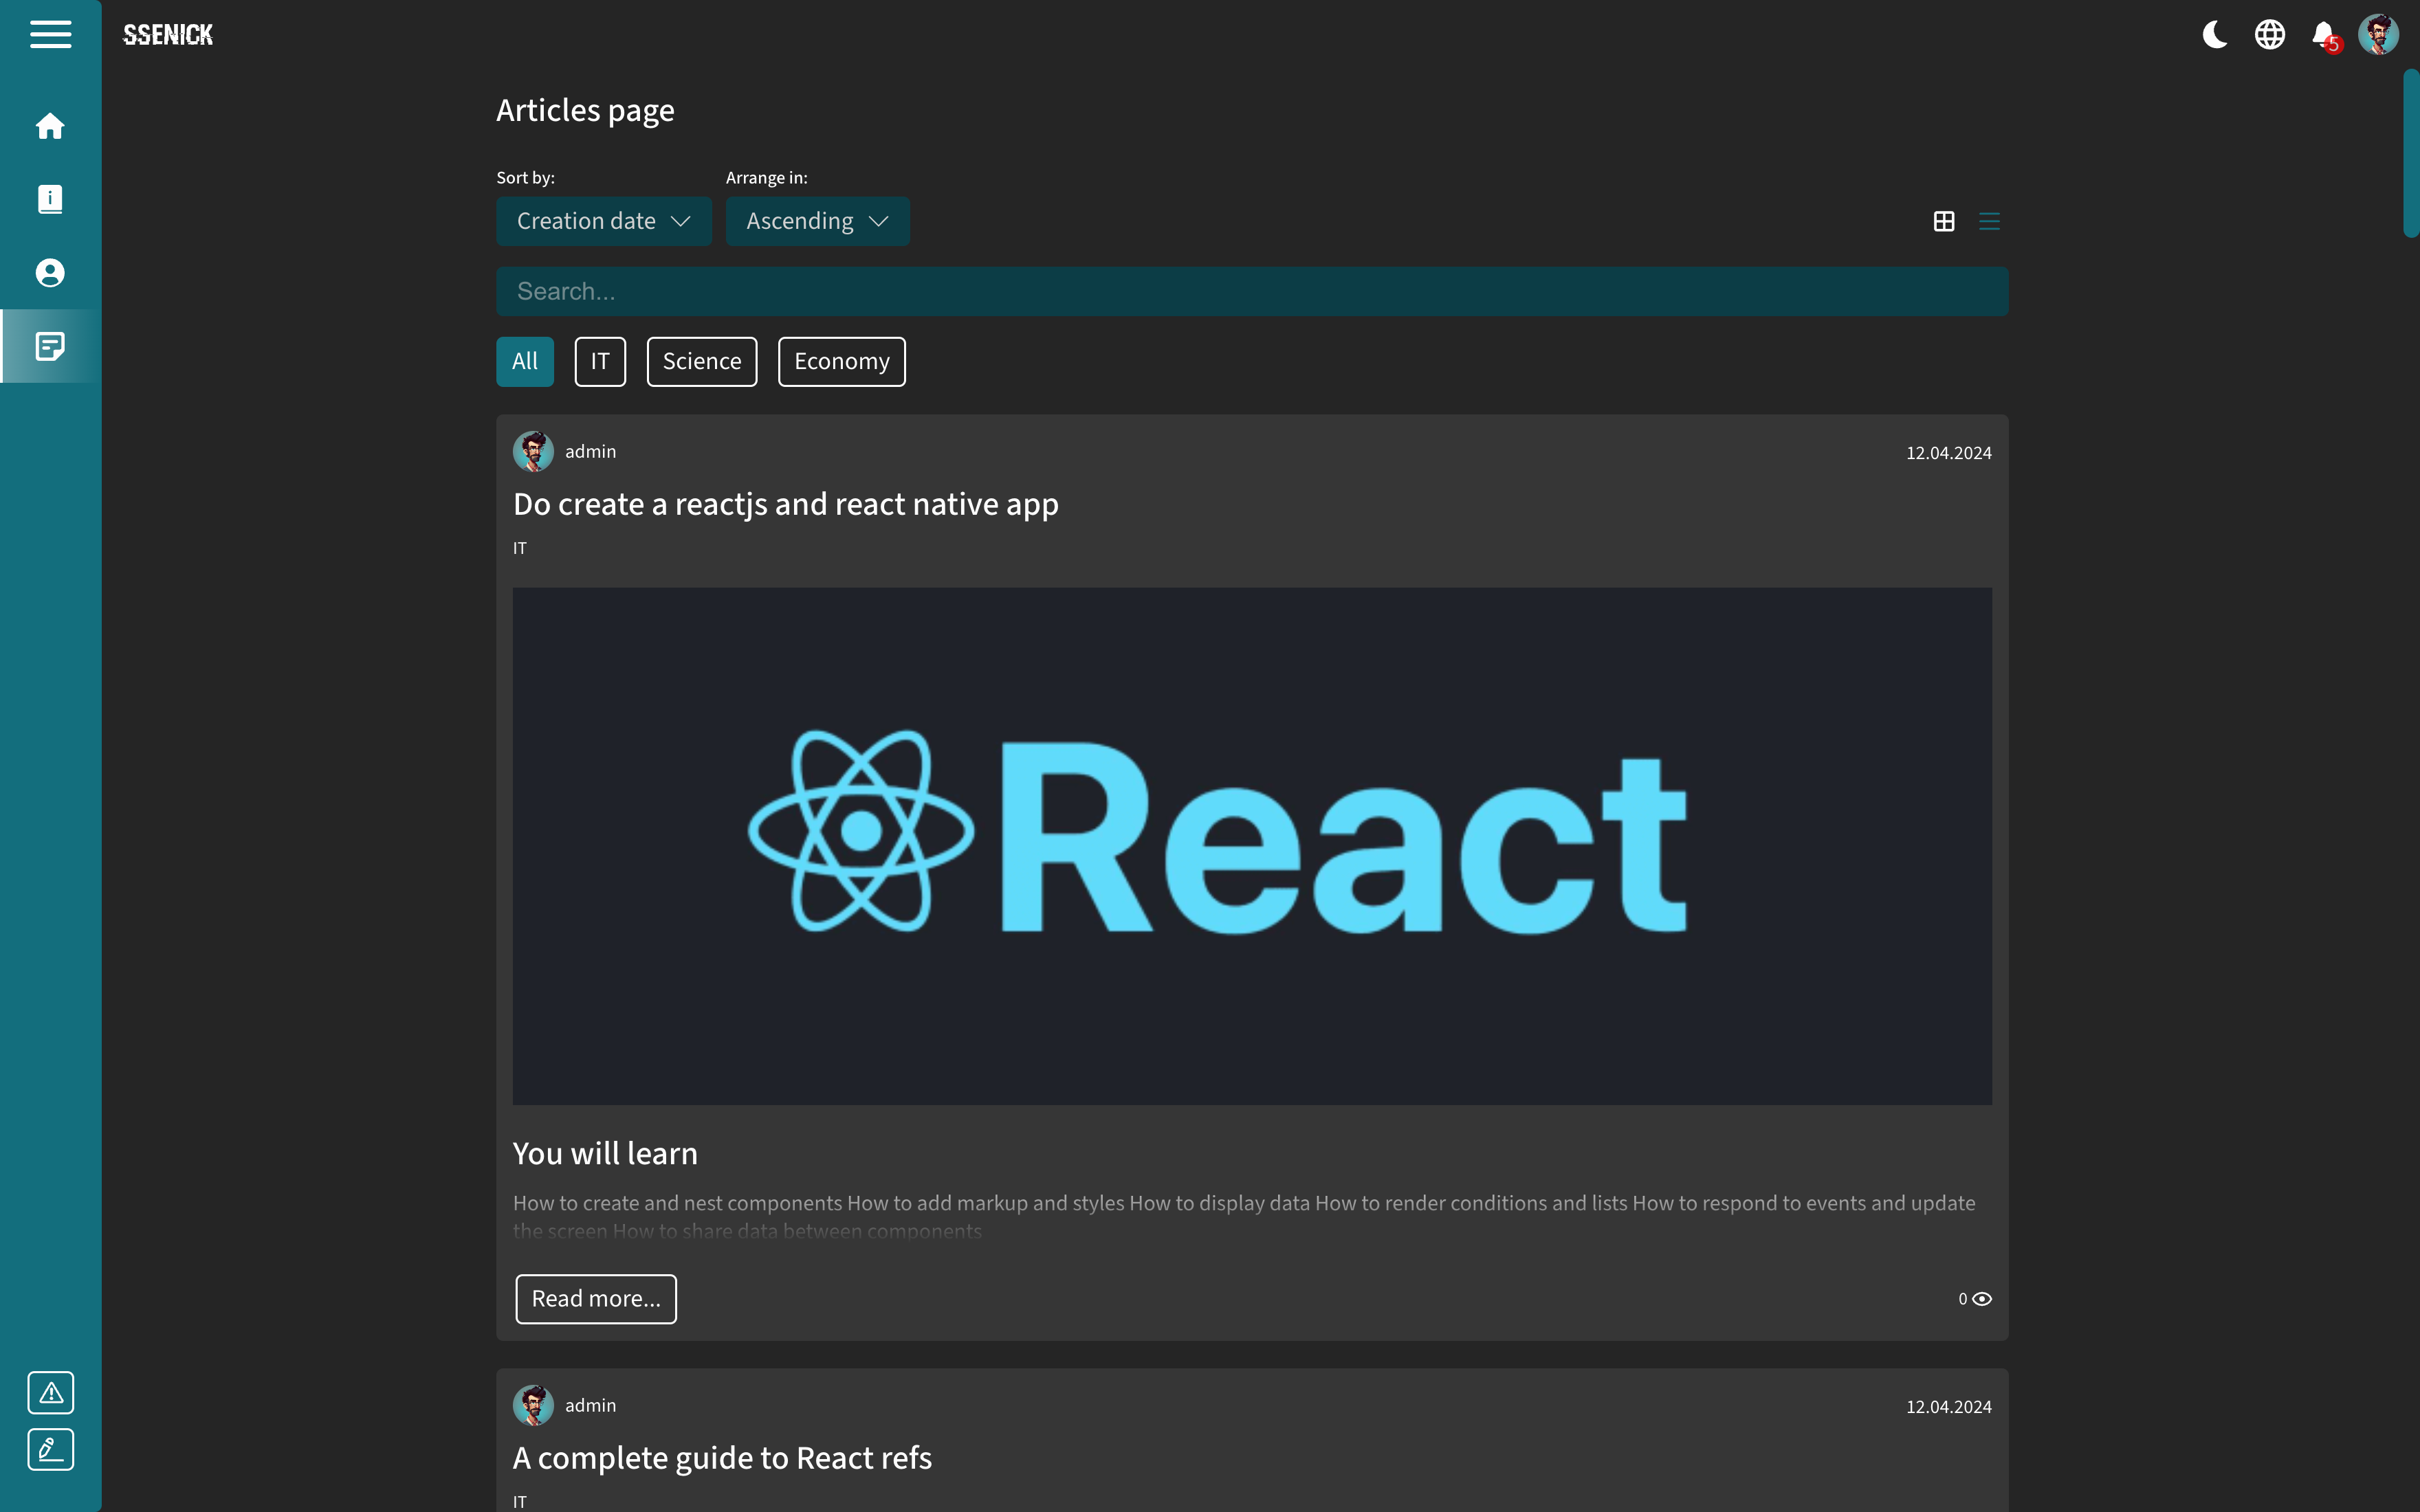 SSENICK
5
Articles page
Sort by:
Arrange in:
Creation date
Ascending
Search...
All
IT
Science
Economy
admin
12.04.2024
Do create a reactjs and react native app
IT
React
You will learn
How to create and nest components How to add markup and styles How to display data How to render conditions and lists How to respond to events and update
the screen How to share data between components
Read more...
0
admin
12.04.2024
A complete guide to React refs
IT